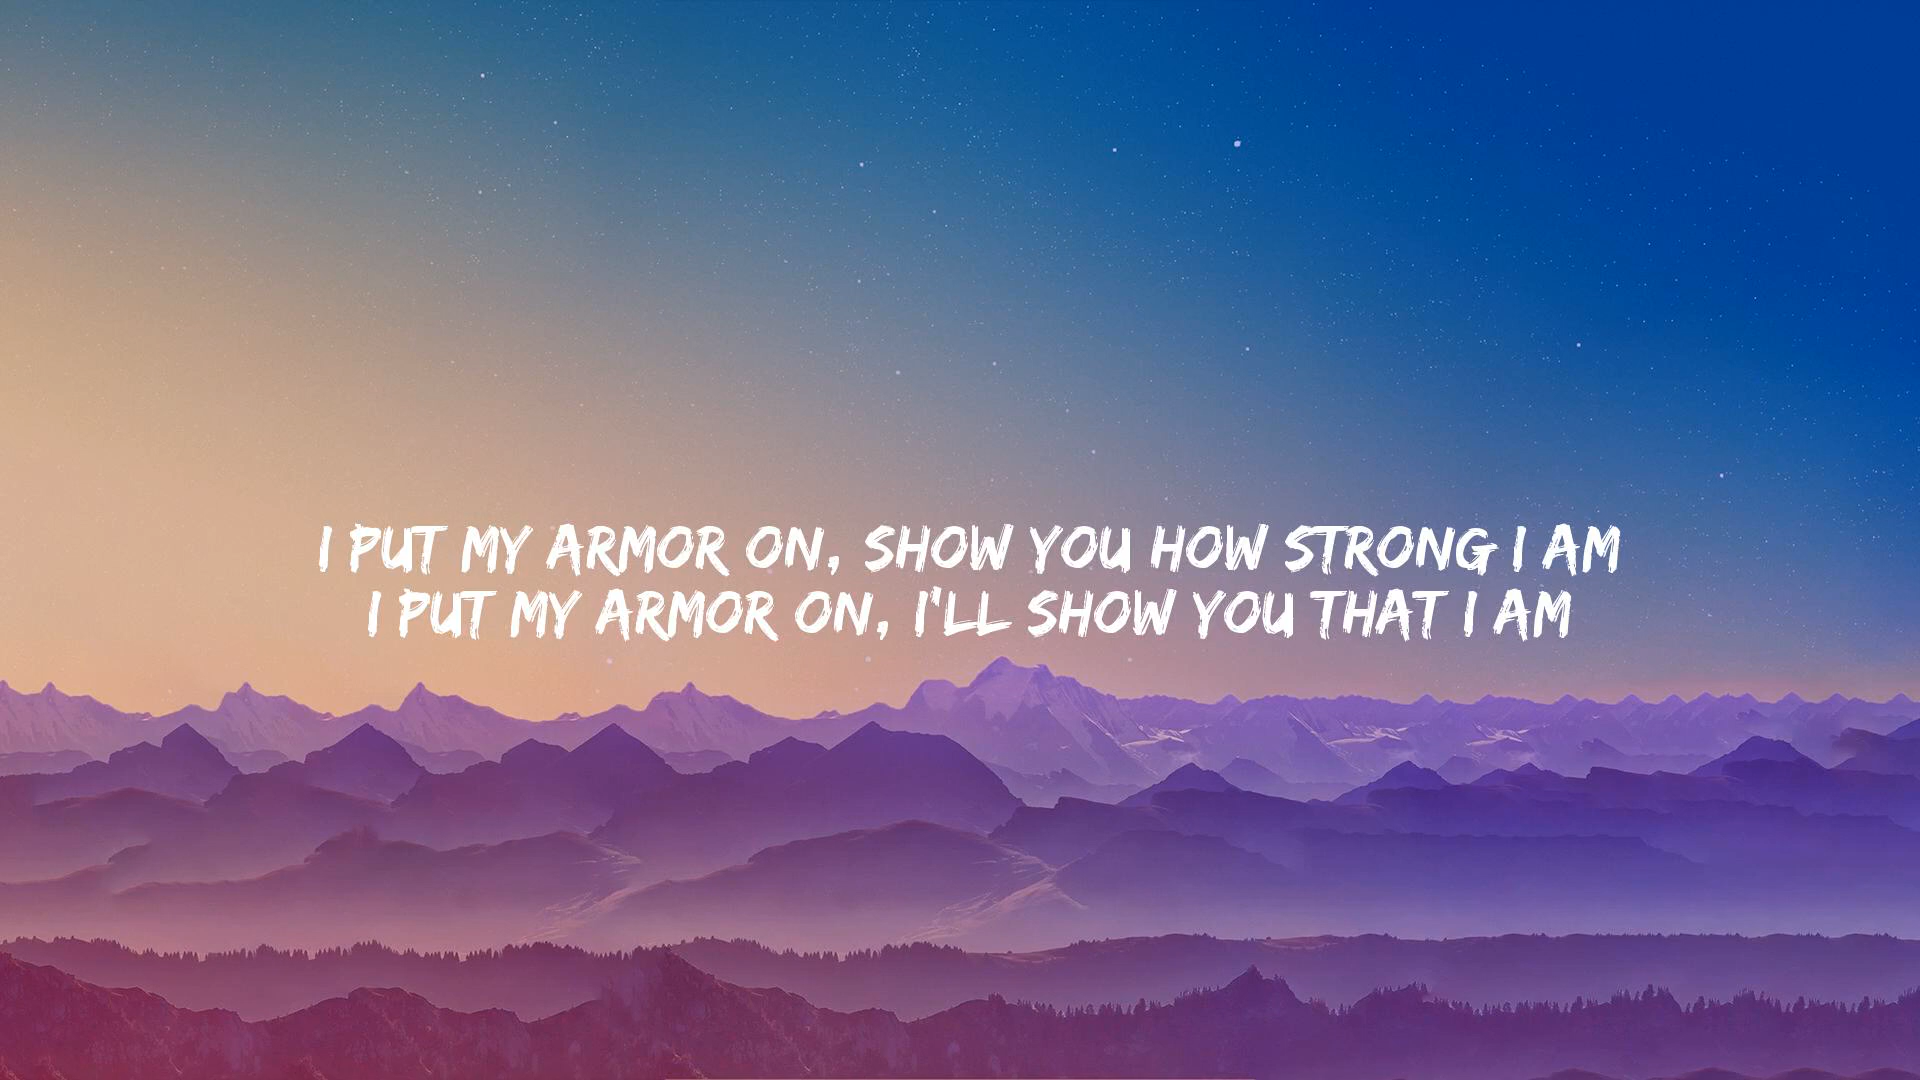 I PUT MY ARMOR ON, SHOW YOU HOW STRONG I AM
I PUT MY ARMOR ON, I'LL SHOW YOU THAT I AM